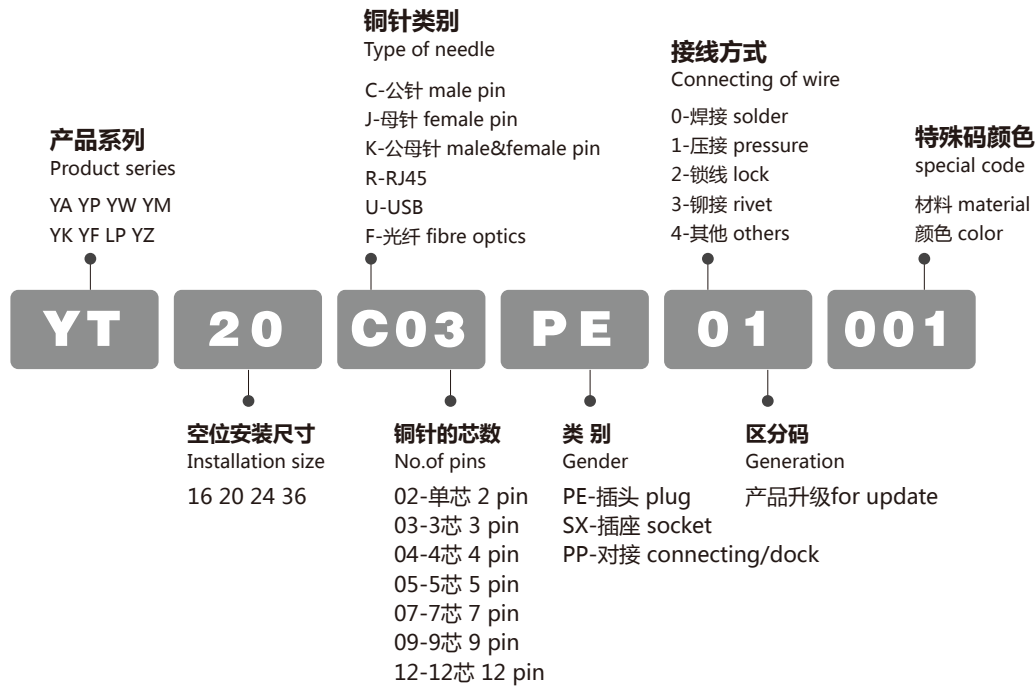 铜针类别
Type of needle
C-公针 male pin
J-母针 female pin
K-公母针 male&female pin
R-RJ45
U-USB
F-光纤 fibre optics
接线方式
Connecting of wire
0-焊接 solder
1-压接 pressure
2-锁线 lock
3-铆接 rivet
4-其他 others
产品系列
Product series
YA YP YW YM
YK YF LP YZ
特殊码颜色
special code
材料 material
颜色 color
YT 20 C03 PE 01 001
空位安装尺寸
Installation size
16 20 24 36
铜针的芯数
No.of pins
02-单芯 2 pin
03-3芯 3 pin
04-4芯 4 pin
05-5芯 5 pin
07-7芯 7 pin
09-9芯 9 pin
12-12芯 12 pin
类 别
Gender
PE-插头 plug
SX-插座 socket
PP-对接 connecting/dock
区分码
Generation
产品升级for update